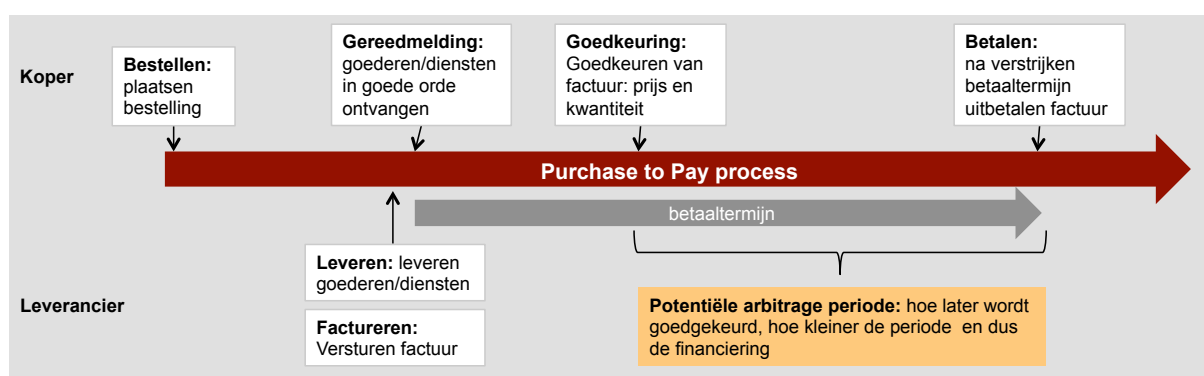 Koper
Bestellen:
plaatsen
bestelling
Gereedmelding:
goederen/diensten
in goede orde
ontvangen
Goedkeuring:
Goedkeuren van
factuur: prijs en
kwantiteit
Betalen:
na verstrijken
betaaltermijn
uitbetalen factuur
Purchase to Pay process
betaaltermijn
Leverancier
Leveren: leveren
goederen/diensten
Factureren:
Versturen factuur
Potentiële arbitrage periode: hoe later wordt
goedgekeurd, hoe kleiner de periode en dus
de financiering